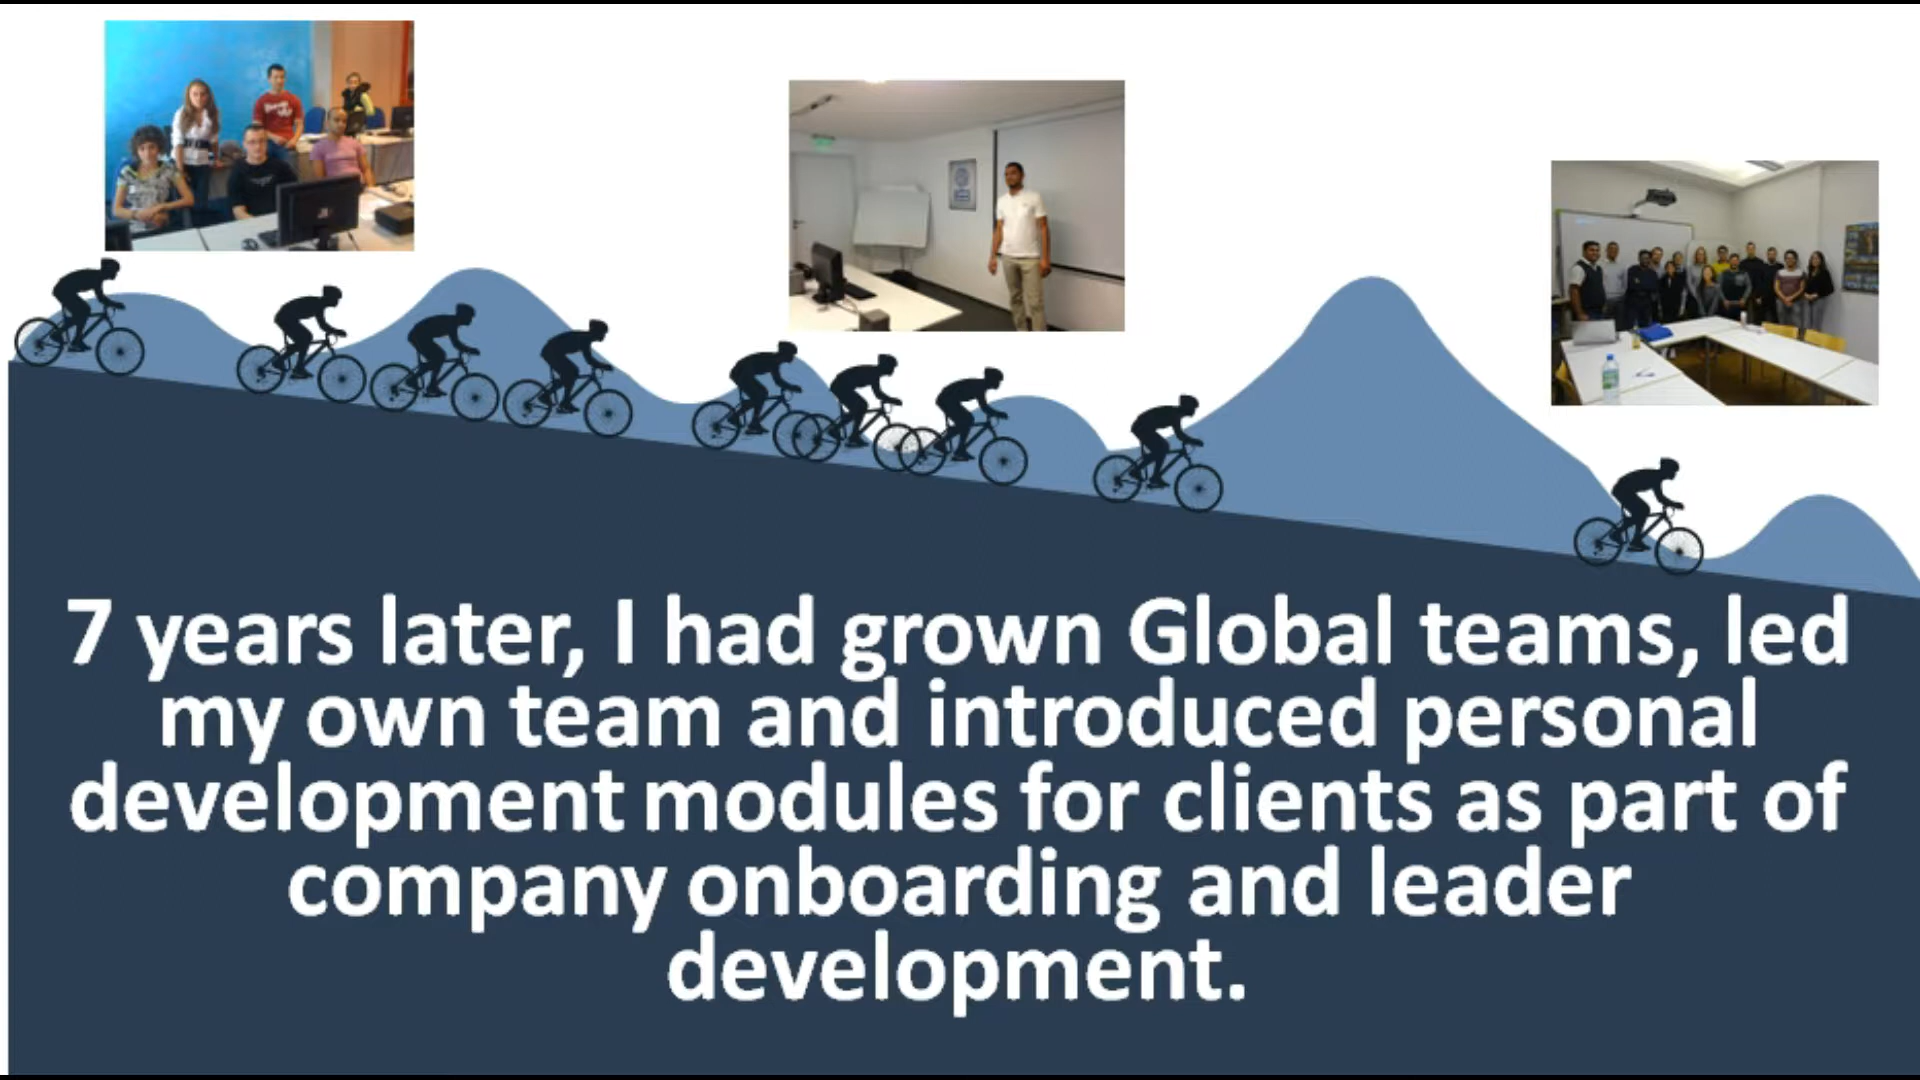 7 years later, I had grown Global teams, led
my own team and introduced personal
development modules for clients as part of
company onboarding and leader
development.